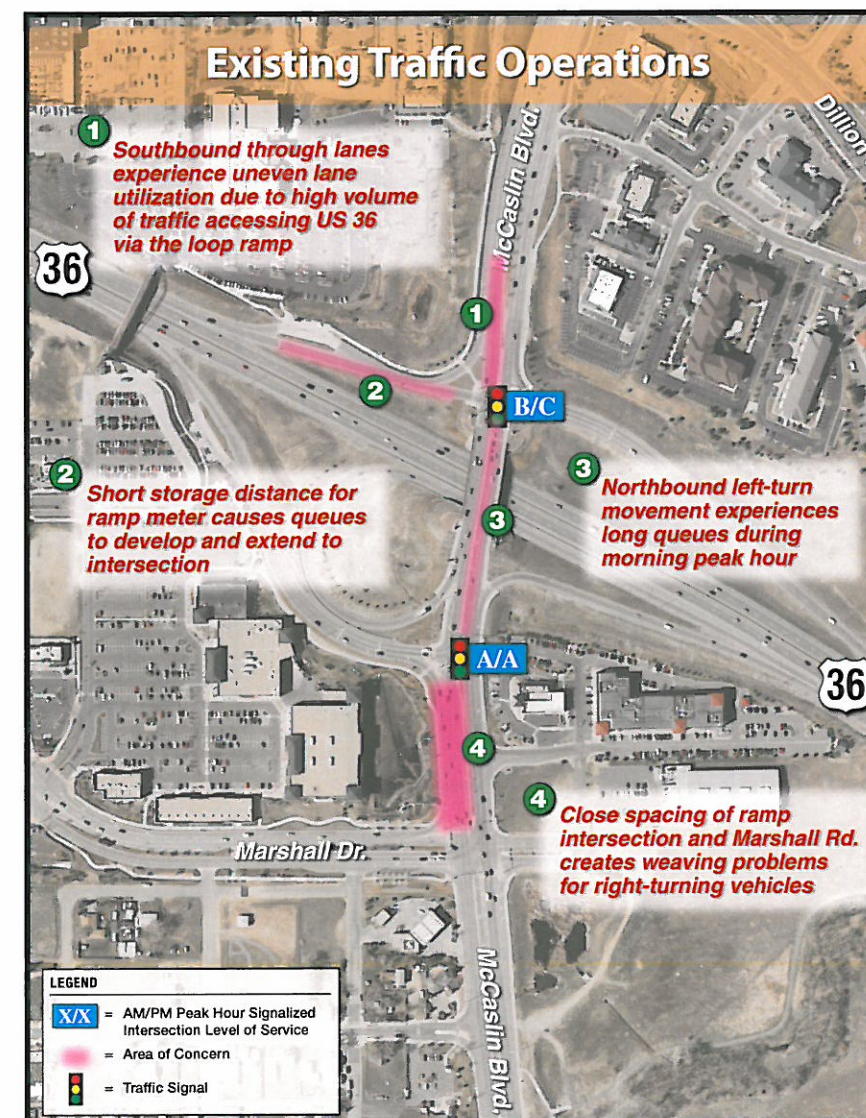 Existing Traffic Operations
McCaslin Blvd.
Dillion
1
Southbound through lanes
experience uneven lane
utilization due to high volume
of traffic accessing US 36
via the loop ramp
36
1
2
B/C
2
Short storage distance for
ramp meter causes queues
to develop and extend to
intersection
3
3
Northbound left-turn
movement experiences
long queues during
morning peak hour
A/A
36
4
4
Close spacing of ramp
intersection and Marshall Rd.
creates weaving problems
for right-turning vehicles
Marshall Dr.
McCaslin Blvd.
LEGEND
X/X = AM/PM Peak Hour Signalized
Intersection Level of Service
= Area of Concern
= Traffic Signal